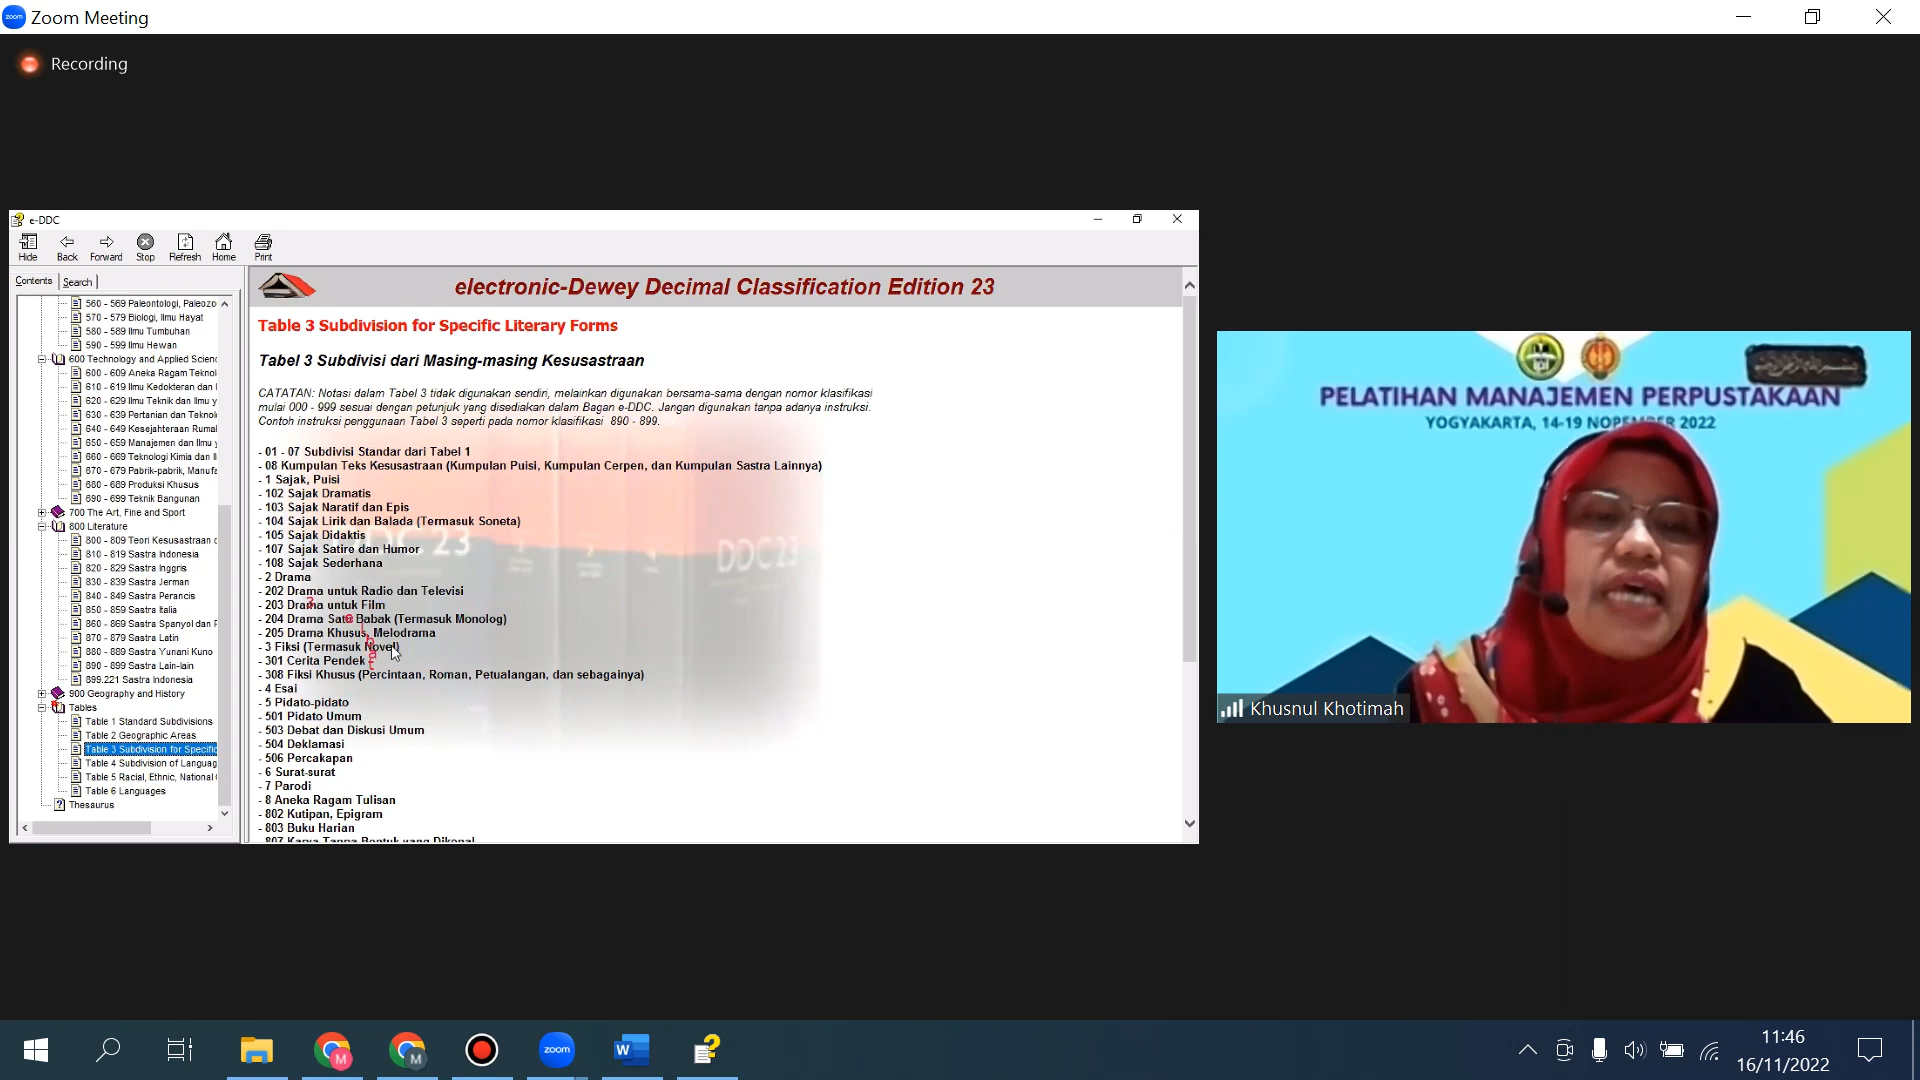 Zoom Meeting
Recording
e-DDC
Hide Back Forward Stop Refresh Home Print
Contents Search
560 - 569 Paleontologi, Paleozo
570 - 579 Biologi, Ilmu Hayat
580 - 589 Ilmu Tumbuhan
590 - 599 Ilmu Hewan
600 Technology and Applied Scienc
600 - 609 Aneka Ragam Teknol
610 - 619 Ilmu Kedokteran dan I
620 - 629 Ilmu Teknik dan Ilmu y
630 - 639 Pertanian dan Teknol
640 - 649 Kesejahteraan Rumal
650 - 659 Manajemen dan Ilmu y
660 - 669 Teknologi Kimia dan Il
670 - 679 Pabrik-pabrik, Manufa
680 - 689 Produksi Khusus
690 - 699 Teknik Bangunan
700 The Art, Fine and Sport
800 Literature
800 - 809 Teori Kesusastraan d
810 - 819 Sastra Indonesia
820 - 829 Sastra Inggris
830 - 839 Sastra Jerman
840 - 849 Sastra Perancis
850 - 859 Sastra Italia
860 - 869 Sastra Spanyol dan P
870 - 879 Sastra Latin
880 - 889 Sastra Yunani Kuno
890 - 899 Sastra Lain-lain
899.221 Sastra Indonesia
900 Geography and History
Tables
Table 1 Standard Subdivisions
Table 2 Geographic Areas
Table 3 Subdivision for Specific
Table 4 Subdivision of Languag
Table 5 Racial, Ethnic, National
Table 6 Languages
Thesaurus
electronic-Dewey Decimal Classification Edition 23
Table 3 Subdivision for Specific Literary Forms
Tabel 3 Subdivisi dari Masing-masing Kesusastraan
CATATAN: Notasi dalam Tabel 3 tidak digunakan sendiri, melainkan digunakan bersama-sama dengan nomor klasifikasi
mulai 000 - 999 sesuai dengan petunjuk yang disediakan dalam Bagan e-DDC. Jangan digunakan tanpa adanya instruksi.
Contoh instruksi penggunaan Tabel 3 seperti pada nomor klasifikasi 890 - 899.
- 01 - 07 Subdivisi Standar dari Tabel 1
- 08 Kumpulan Teks Kesusastraan (Kumpulan Puisi, Kumpulan Cerpen, dan Kumpulan Sastra Lainnya)
- 1 Sajak, Puisi
- 102 Sajak Dramatis
- 103 Sajak Naratif dan Epis
- 104 Sajak Lirik dan Balada (Termasuk Soneta)
- 105 Sajak Didaktis
- 107 Sajak Satire dan Humor
- 108 Sajak Sederhana
- 2 Drama
- 202 Drama untuk Radio dan Televisi
- 203 Drama untuk Film
- 204 Drama Satu Babak (Termasuk Monolog)
- 205 Drama Khusus, Melodrama
- 3 Fiksi (Termasuk Novel)
- 301 Cerita Pendek
- 308 Fiksi Khusus (Percintaan, Roman, Petualangan, dan sebagainya)
- 4 Esai
- 5 Pidato-pidato
- 501 Pidato Umum
- 503 Debat dan Diskusi Umum
- 504 Deklamasi
- 506 Percakapan
- 6 Surat-surat
- 7 Parodi
- 8 Aneka Ragam Tulisan
- 802 Kutipan, Epigram
- 803 Buku Harian
- 807 Karya Tanpa Bentuk yang Dikenal
DDC 23
DDC 23
PELATIHAN MANAJEMEN PERPUSTAKAAN
YOGYAKARTA, 14-19 NOPEMBER 2022
Khusnul Khotimah
zoom
11:46
16/11/2022